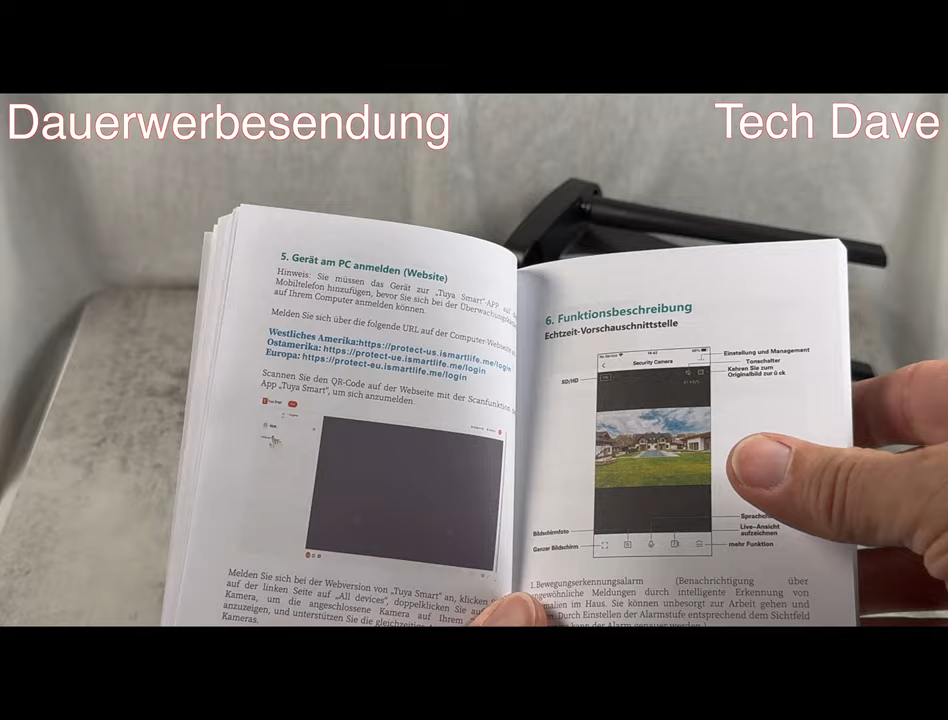 Dauerwerbesendung
Tech Dave
5. Gerät am PC anmelden (Website)
Hinweis: Sie müssen das Gerät zur „Tuya Smart"-APP auf
Mobiltelefon hinzufügen, bevor Sie sich bei der
auf Ihrem Computer anmelden können.
Melden Sie sich über die folgende URL auf der
Westliches Amerika:https://protect-us.ismartlife.me/login
Ostamerika: https://protect-ue.ismartlife.me/login
Europa: https://protect-eu.ismartlife.me/login
Scannen Sie den QR-Code auf der Webseite mit der
App „Tuya Smart", um sich anzumelden.
Melden Sie sich bei der Webversion von „Tuya Smart" an, klicken
auf der linken Seite auf „All devices", doppelklicken Sie
Kamera, um die angeschlossene Kamera auf Ihrem
anzuzeigen, und unterstützen Sie die
Kameras.
6. Funktionsbeschreibung
Echtzeit-Vorschauschnittstelle
14:42
Security Camera
Einstellung und Management
Tonschalter
Kehren Sie zum
Originalbild zur ü ck
SD/HD
Live-Ansicht
aufzeichnen
Bildschirmfoto
Ganzer Bildschirm
mehr Funktion
1. Bewegungserkennungsalarm (Benachrichtigung über
ungewöhnliche Meldungen durch intelligente Erkennung von
im Haus. Sie können unbesorgt zur Arbeit gehen und
Durch Einstellen der Alarmstufe entsprechend dem Sichtfeld
kann der Alarm genauer werden.)